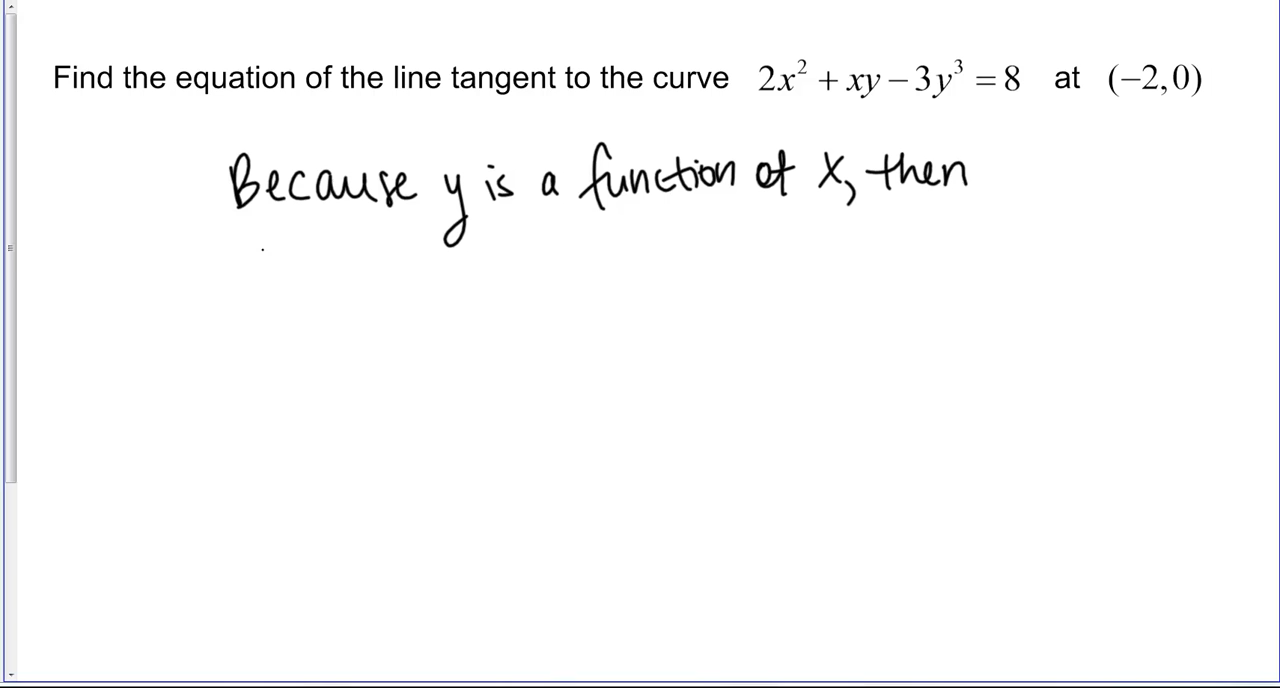 Find the equation of the line tangent to the curve 2x² + xy − 3y³ = 8 at (−2,0)
Because y is a function of x, then